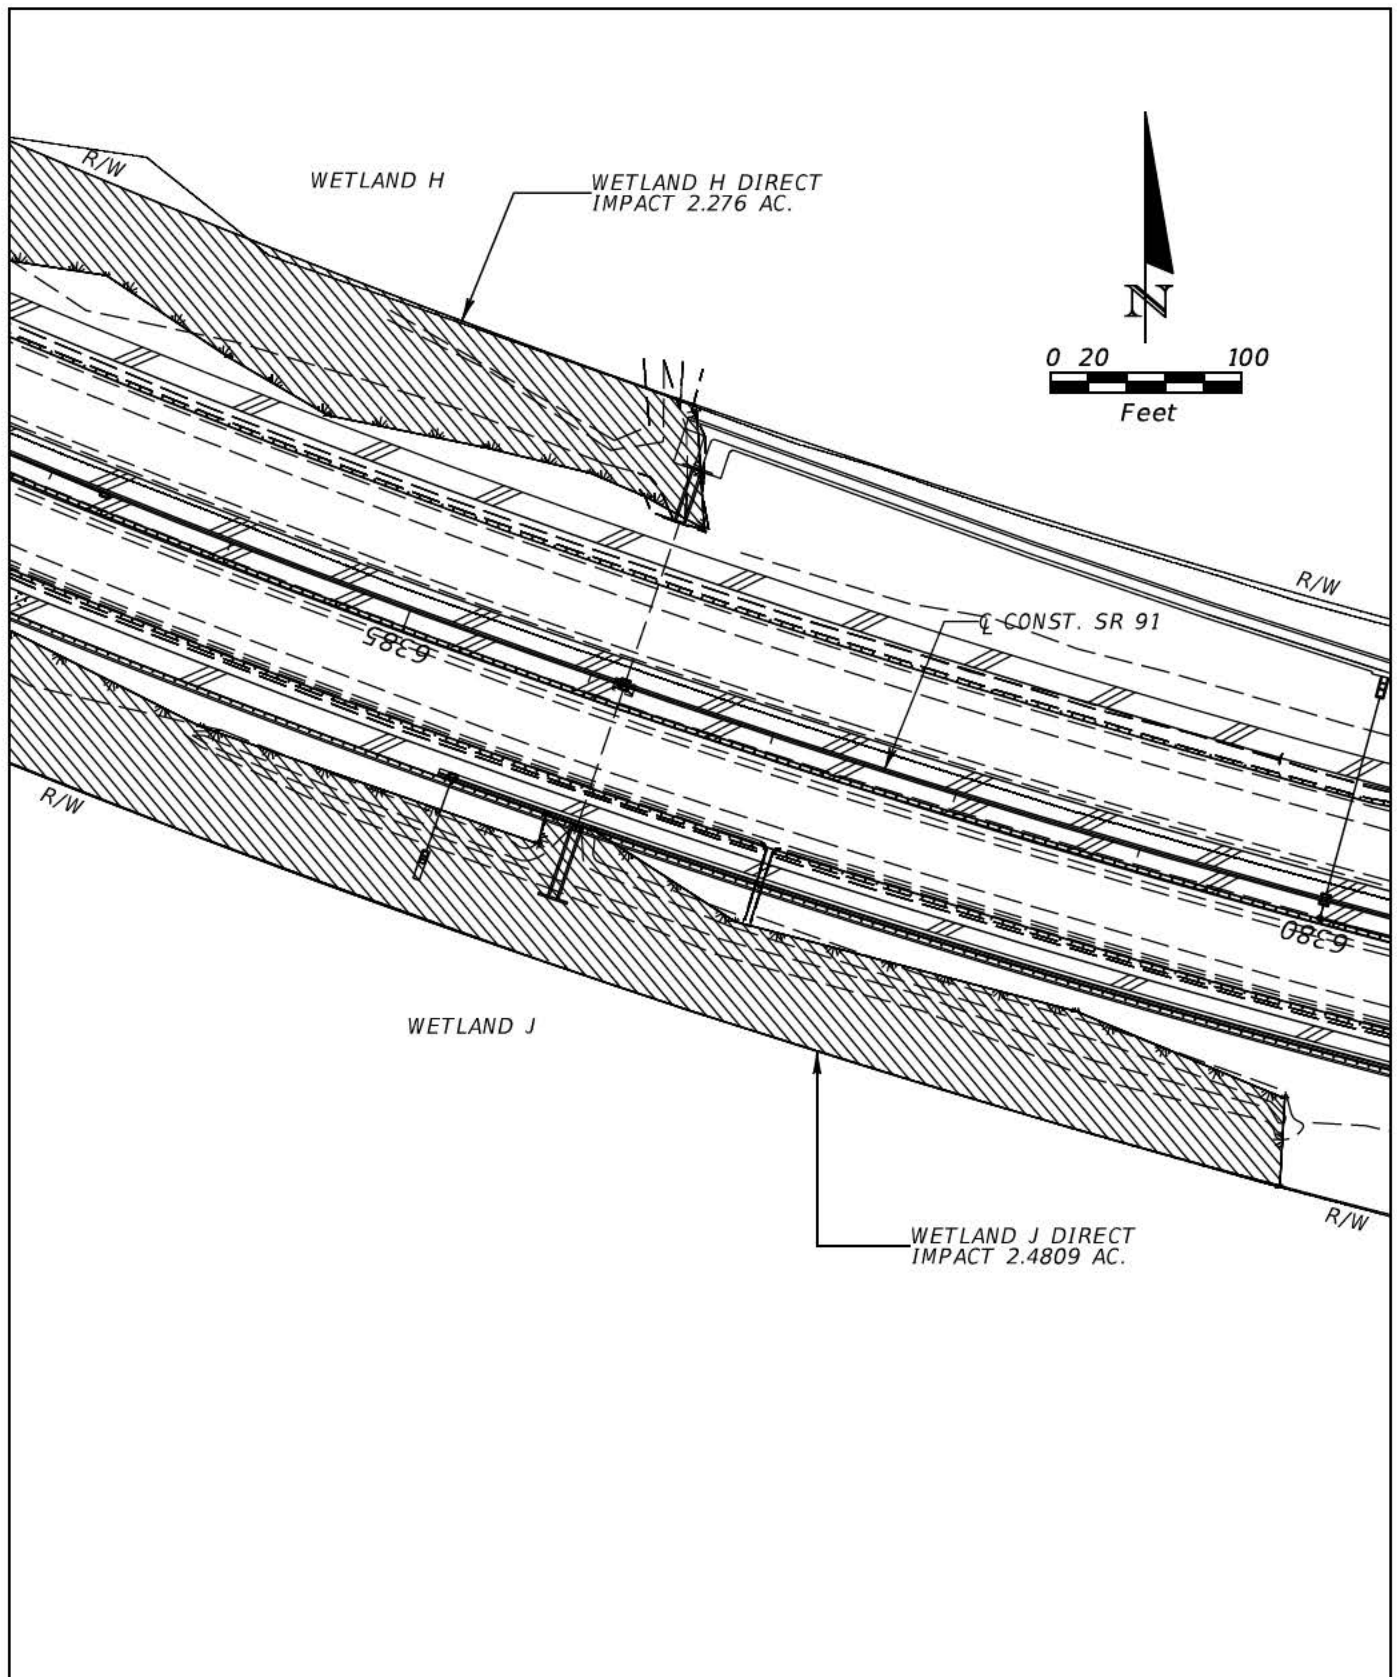 R/W
WETLAND H
WETLAND H DIRECT
IMPACT 2.276 AC.
N
0 20 100
Feet
R/W
℄ CONST. SR 91
6385
R/W
6380
WETLAND J
R/W
WETLAND J DIRECT
IMPACT 2.4809 AC.